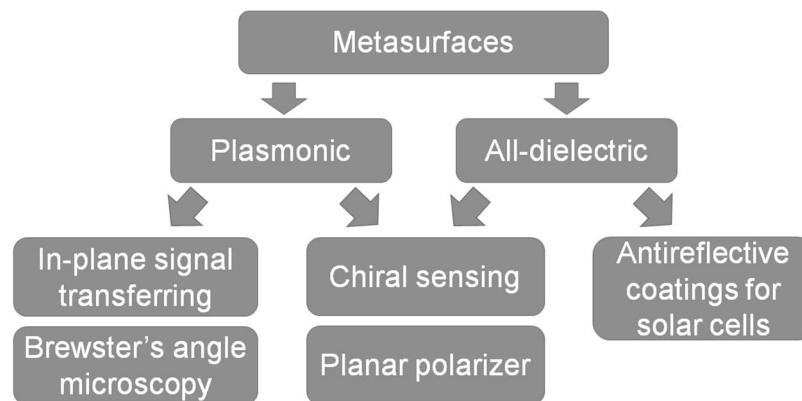 Metasurfaces
Plasmonic
All-dielectric
In-plane signal
transferring
Chiral sensing
Antireflective
coatings for
solar cells
Brewster's angle
microscopy
Planar polarizer